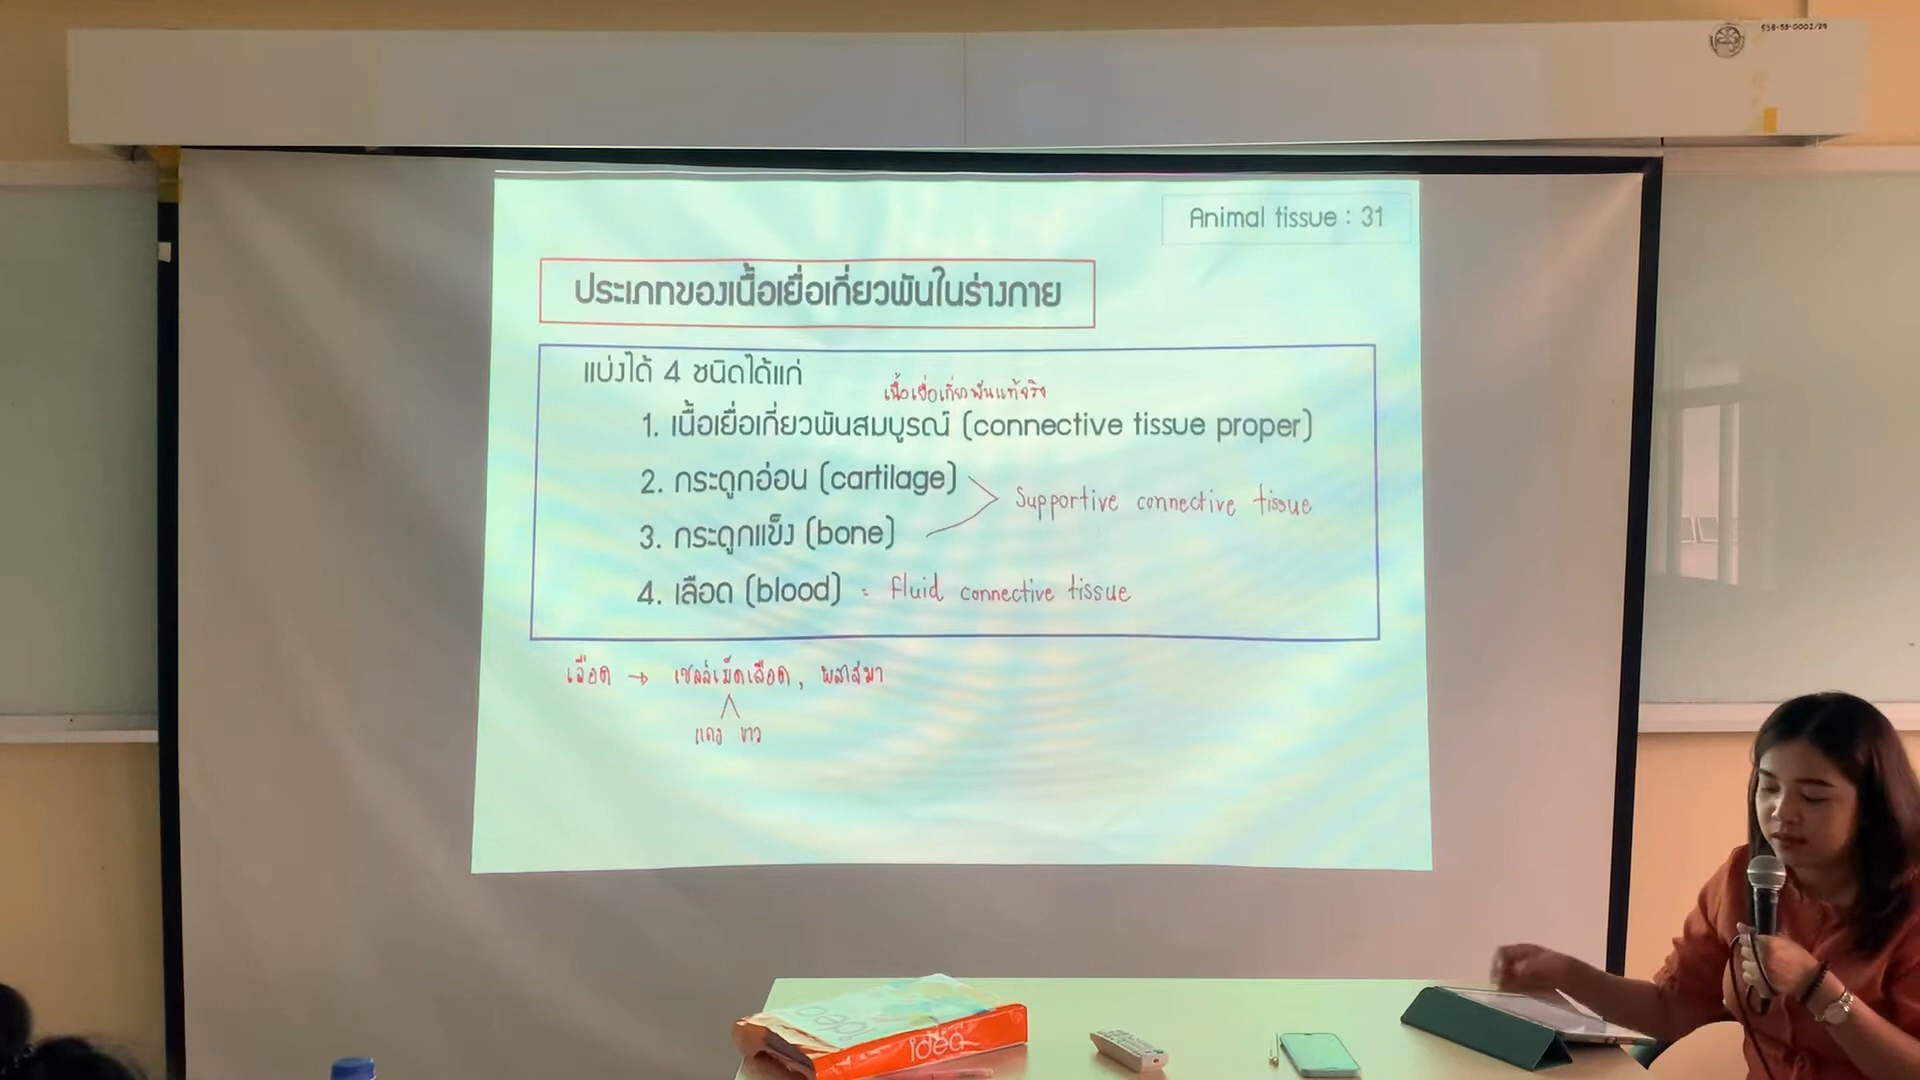 538-59-0002/29
Animal tissue : 31
ประเภทของเนื้อเยื่อเกี่ยวพันในร่างกาย
แบ่งได้ 4 ชนิดได้แก่
เนื้อเยื่อเกี่ยวพันแท้จริง
1. เนื้อเยื่อเกี่ยวพันสมบูรณ์ (connective tissue proper)
2. กระดูกอ่อน (cartilage)
Supportive connective tissue
3. กระดูกแข็ง (bone)
4. เลือด (blood) = fluid connective tissue
เลือด → เซลล์เม็ดเลือด, พลาสมา
แดง ขาว
idea
idea